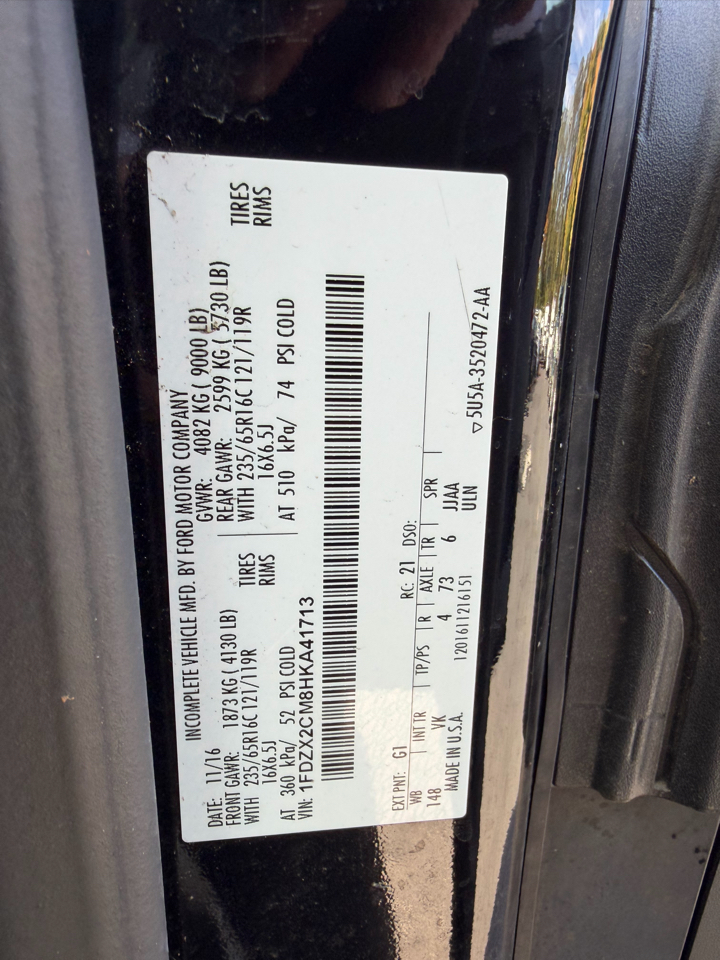 INCOMPLETE VEHICLE MFD. BY FORD MOTOR COMPANY
DATE: 11/16 GVWR: 4082 KG ( 9000 LB)
FRONT GAWR: 1873 KG ( 4130 LB) REAR GAWR: 2599 KG ( 5730 LB)
WITH 235/65R16C 121/119R TIRES WITH 235/65R16C 121/119R TIRES
16X6.5J RIMS 16X6.5J RIMS
AT 360 kPa/ 52 PSI COLD AT 510 kPa/ 74 PSI COLD
VIN: 1FDZX2CM8HKA41713
EXT PNT: G1 RC: 21 DSO:
WB INT TR TP/PS R AXLE TR SPR
148 VK 4 73 6 JJAA
MADE IN U.S.A. 1201611216151 ULN
▽5U5A-3520472-AA